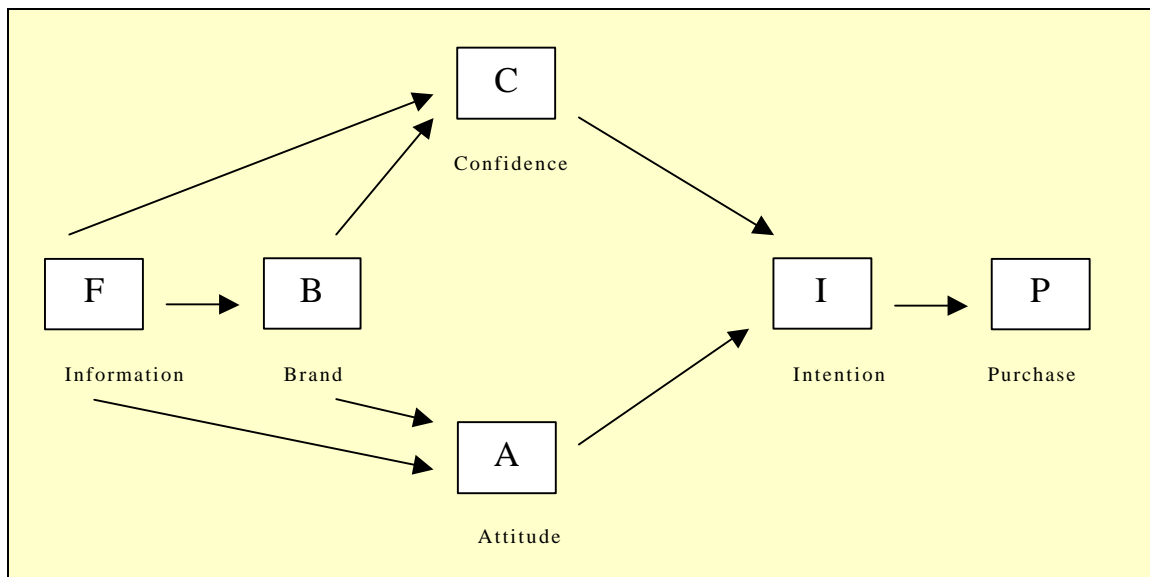 C
Confidence
F
B
I
P
Information
Brand
Intention
Purchase
A
Attitude